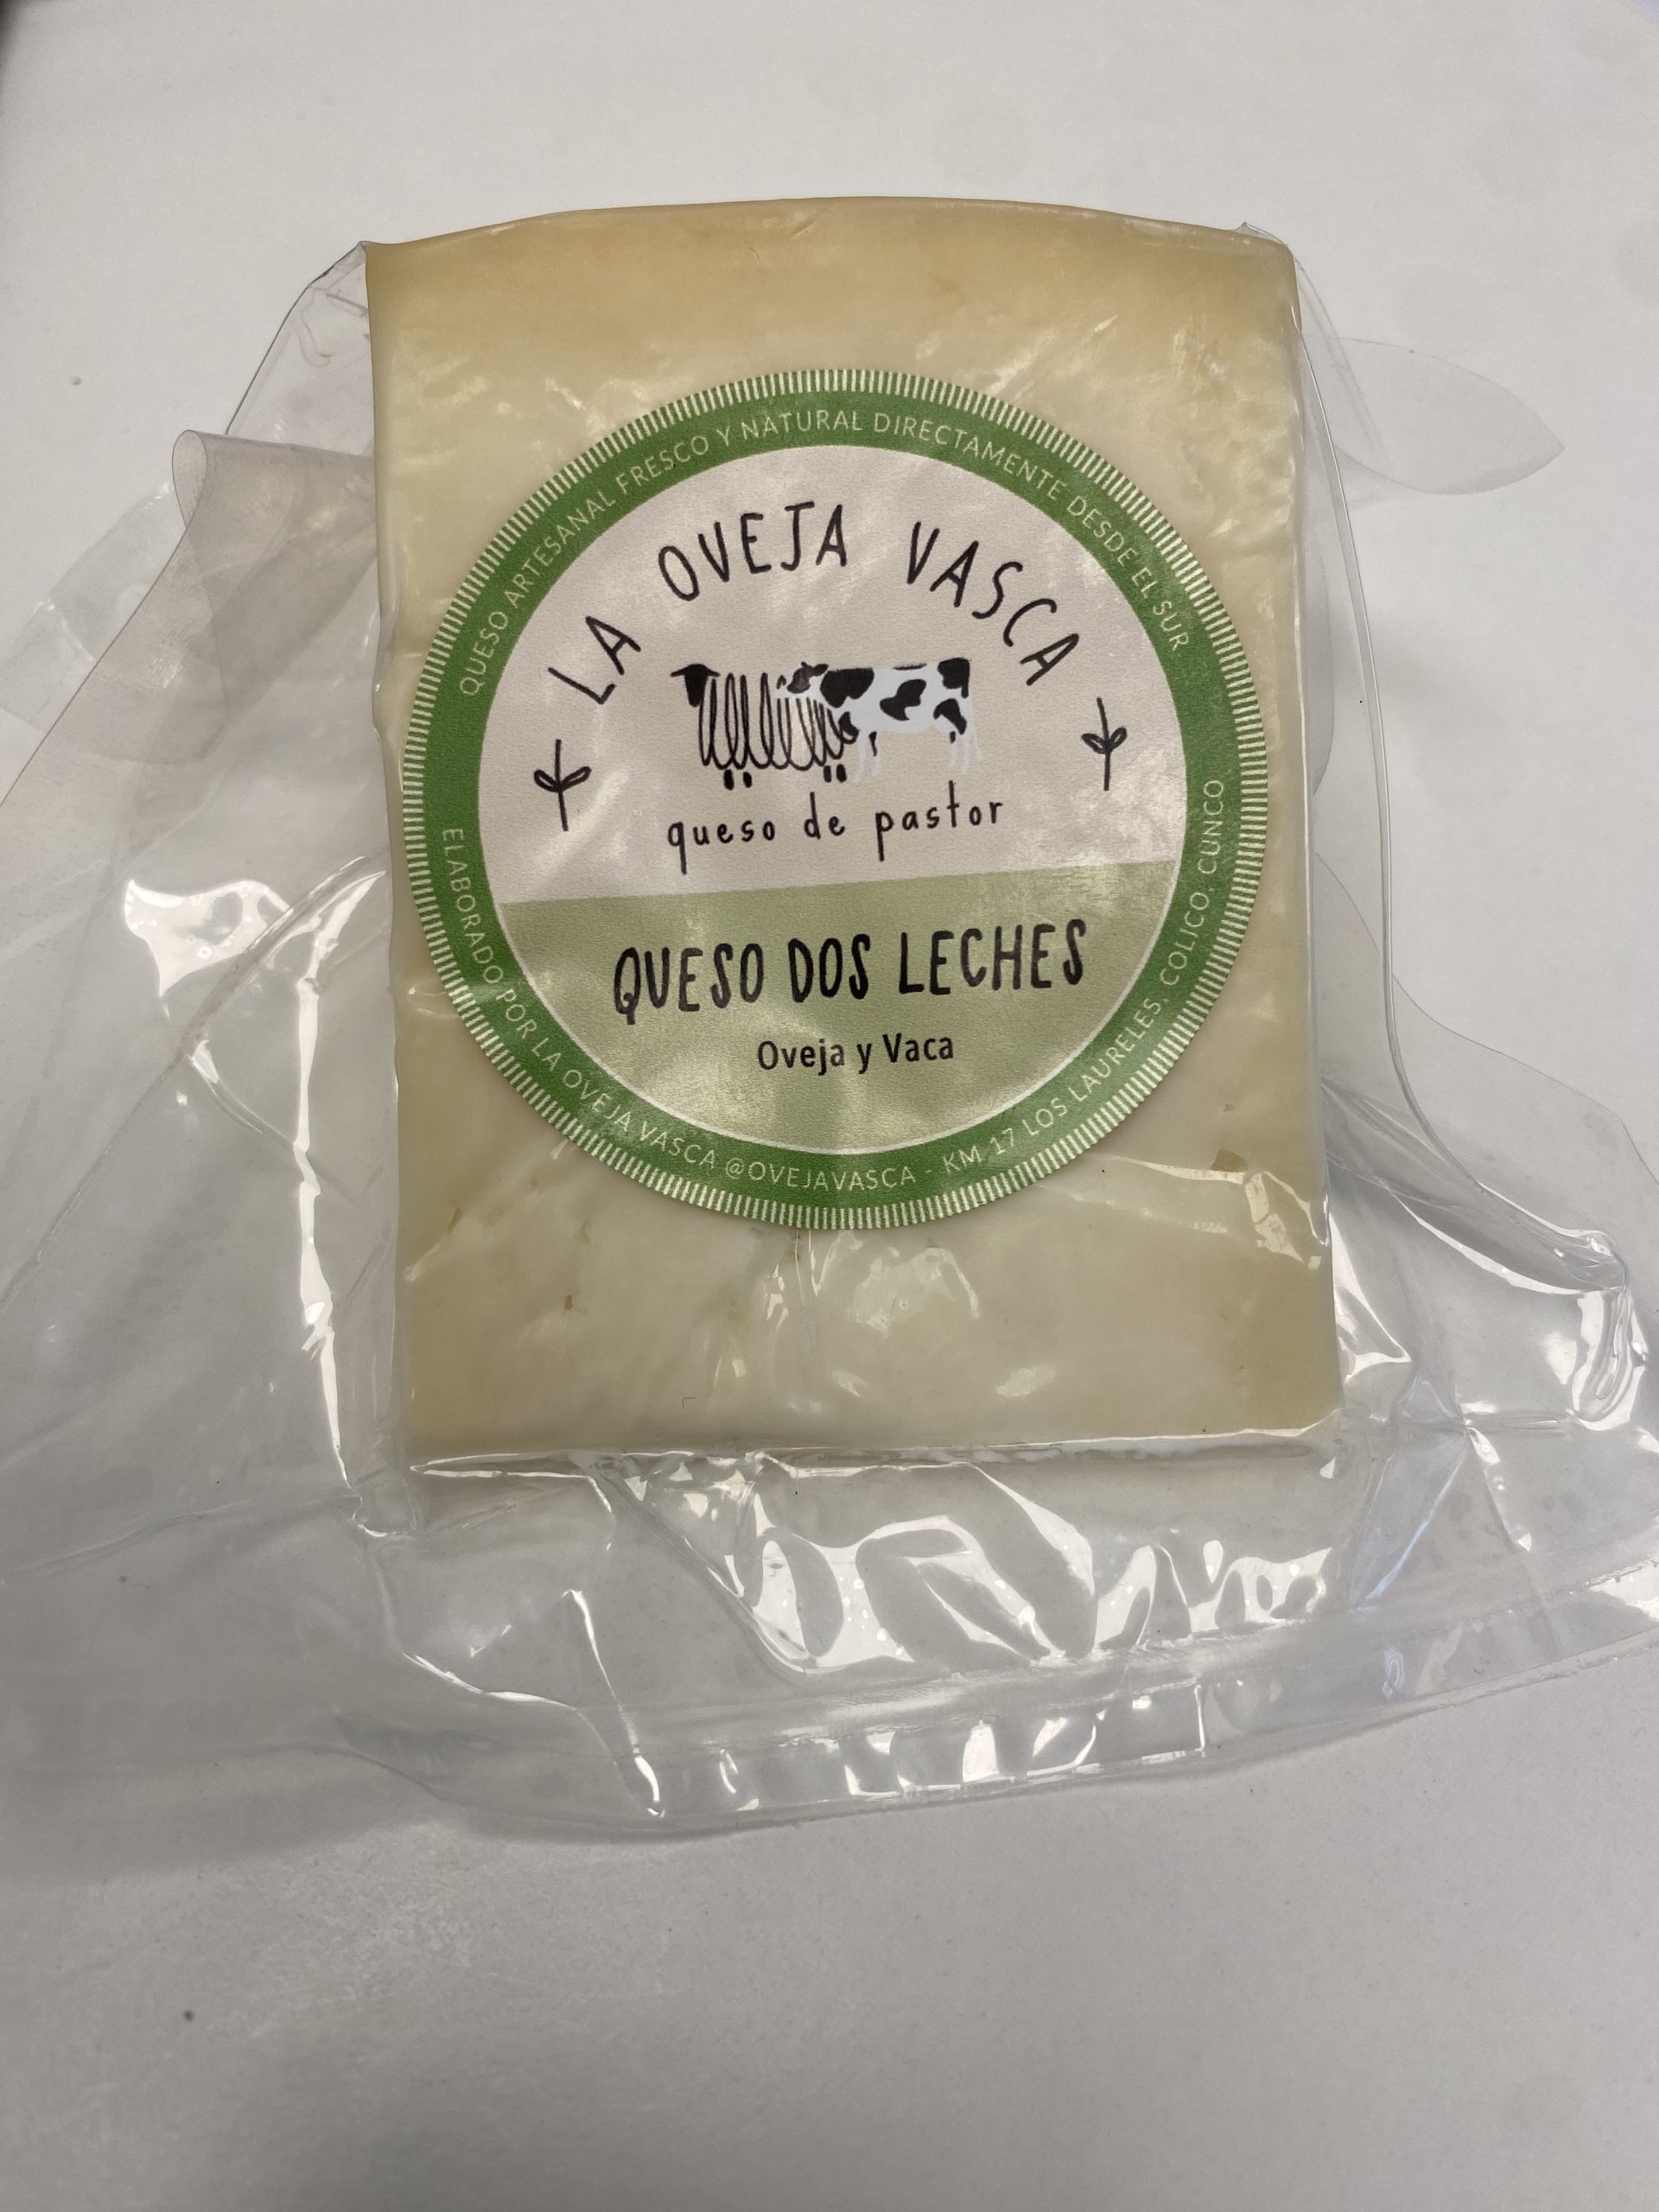 QUESO ARTESANAL FRESCO Y NATURAL DIRECTAMENTE DESDE EL SUR
LA OVEJA VASCA
queso de pastor
QUESO DOS LECHES
Oveja y Vaca
ELABORADO POR LA OVEJA VASCA @OVEJAVASCA - KM 17 LOS LAURELES, COLICO, CUNCO